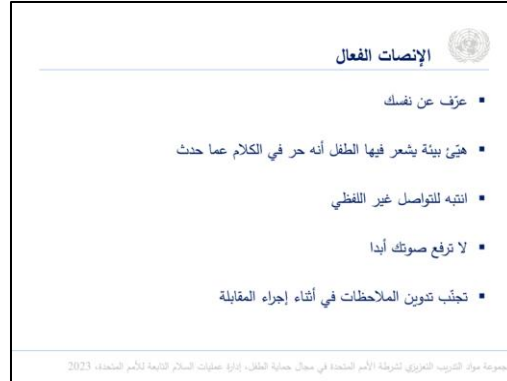 الإنصات الفعال
▪ عرّف عن نفسك
▪ هيّئ بيئة يشعر فيها الطفل أنه حر في الكلام عما حدث
▪ انتبه للتواصل غير اللفظي
▪ لا ترفع صوتك أبدا
▪ تجنّب تدوين الملاحظات في أثناء إجراء المقابلة
مواد التدريب التعزيزي لشرطة الأمم المتحدة في مجال حماية الطفل، إدارة عمليات السلام التابعة للأمم المتحدة، 2023